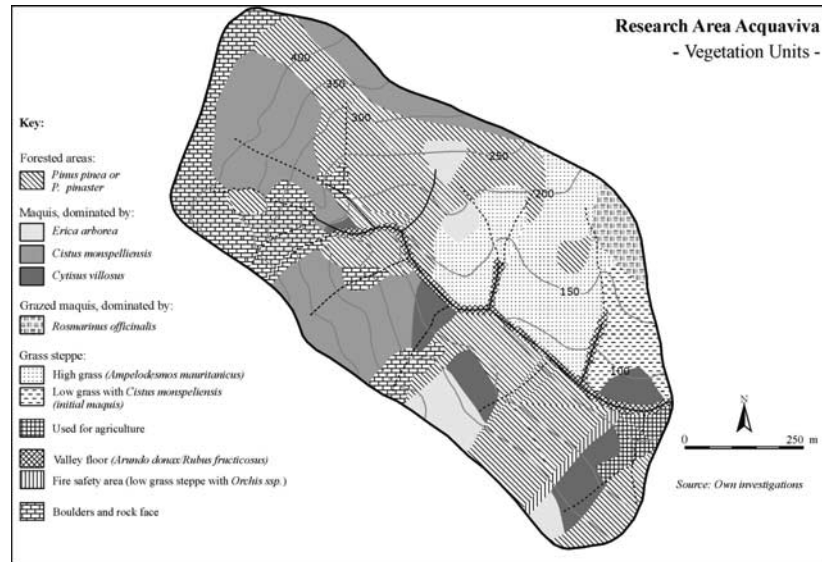 Research Area Acquaviva
- Vegetation Units -
Key:
Forested areas:
Pinus pinea or
P. pinaster
Maquis, dominated by:
Erica arborea
Cistus monspelliensis
Cytisus villosus
Grazed maquis, dominated by:
Rosmarinus officinalis
Grass steppe:
High grass (Ampelodesmos mauritanicus)
Low grass with Cistus monspeliensis
(initial maquis)
Used for agriculture
Valley floor (Arundo donax/Rubus fructicosus)
Fire safety area (low grass steppe with Orchis ssp.)
Boulders and rock face
400
350
300
250
200
150
100
N
0 250 m
Source: Own investigations